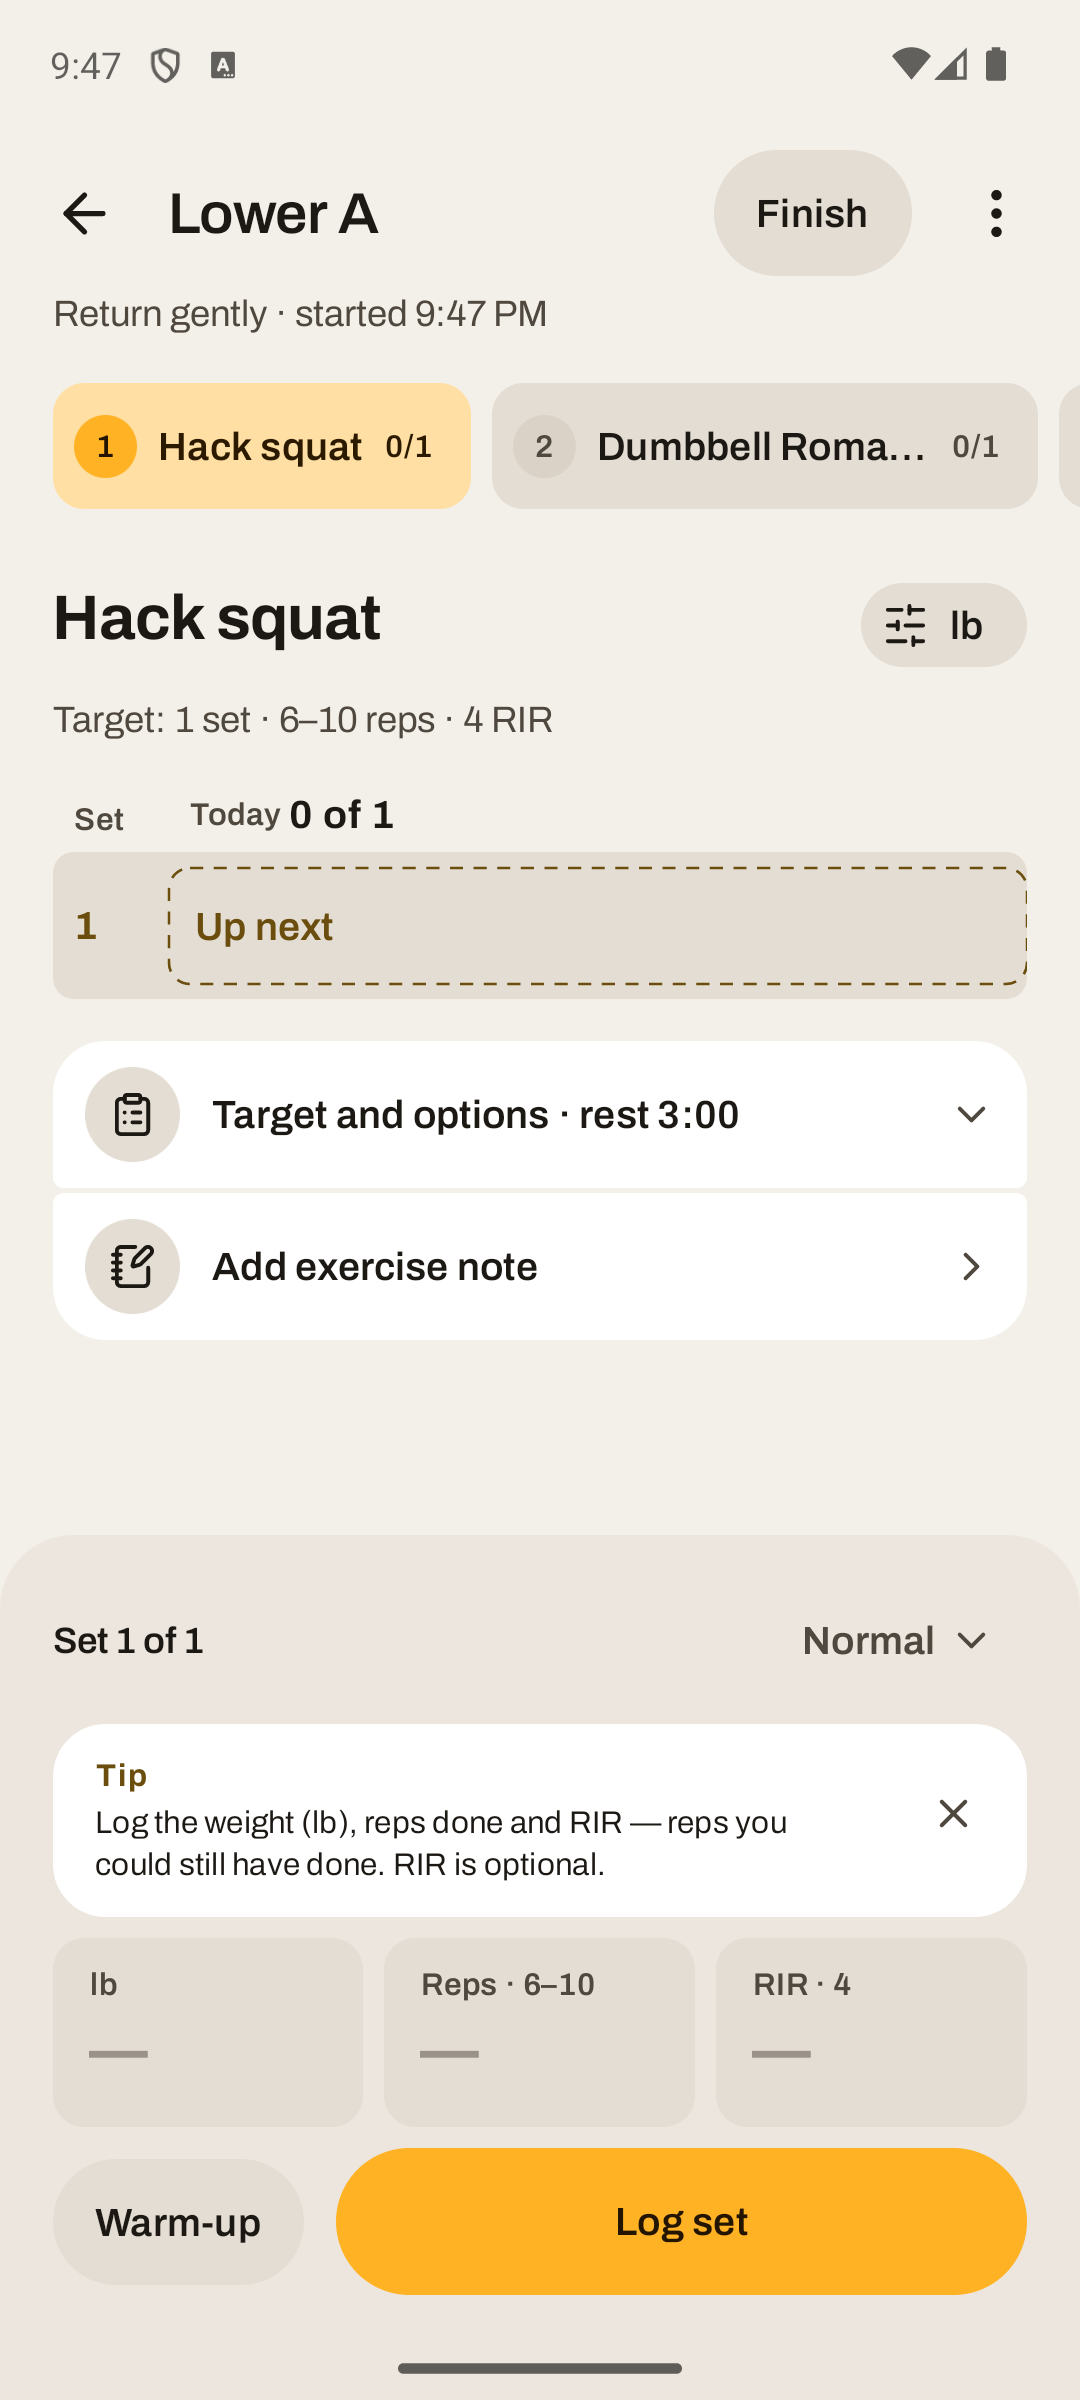 9:47
Lower A
Finish
Return gently · started 9:47 PM
1 Hack squat 0/1
2 Dumbbell Roma... 0/1
Hack squat
lb
Target: 1 set · 6–10 reps · 4 RIR
Set
Today 0 of 1
1
Up next
Target and options · rest 3:00
Add exercise note
Set 1 of 1
Normal
Tip
Log the weight (lb), reps done and RIR — reps you
could still have done. RIR is optional.
lb
Reps · 6–10
RIR · 4
—
—
—
Warm-up
Log set